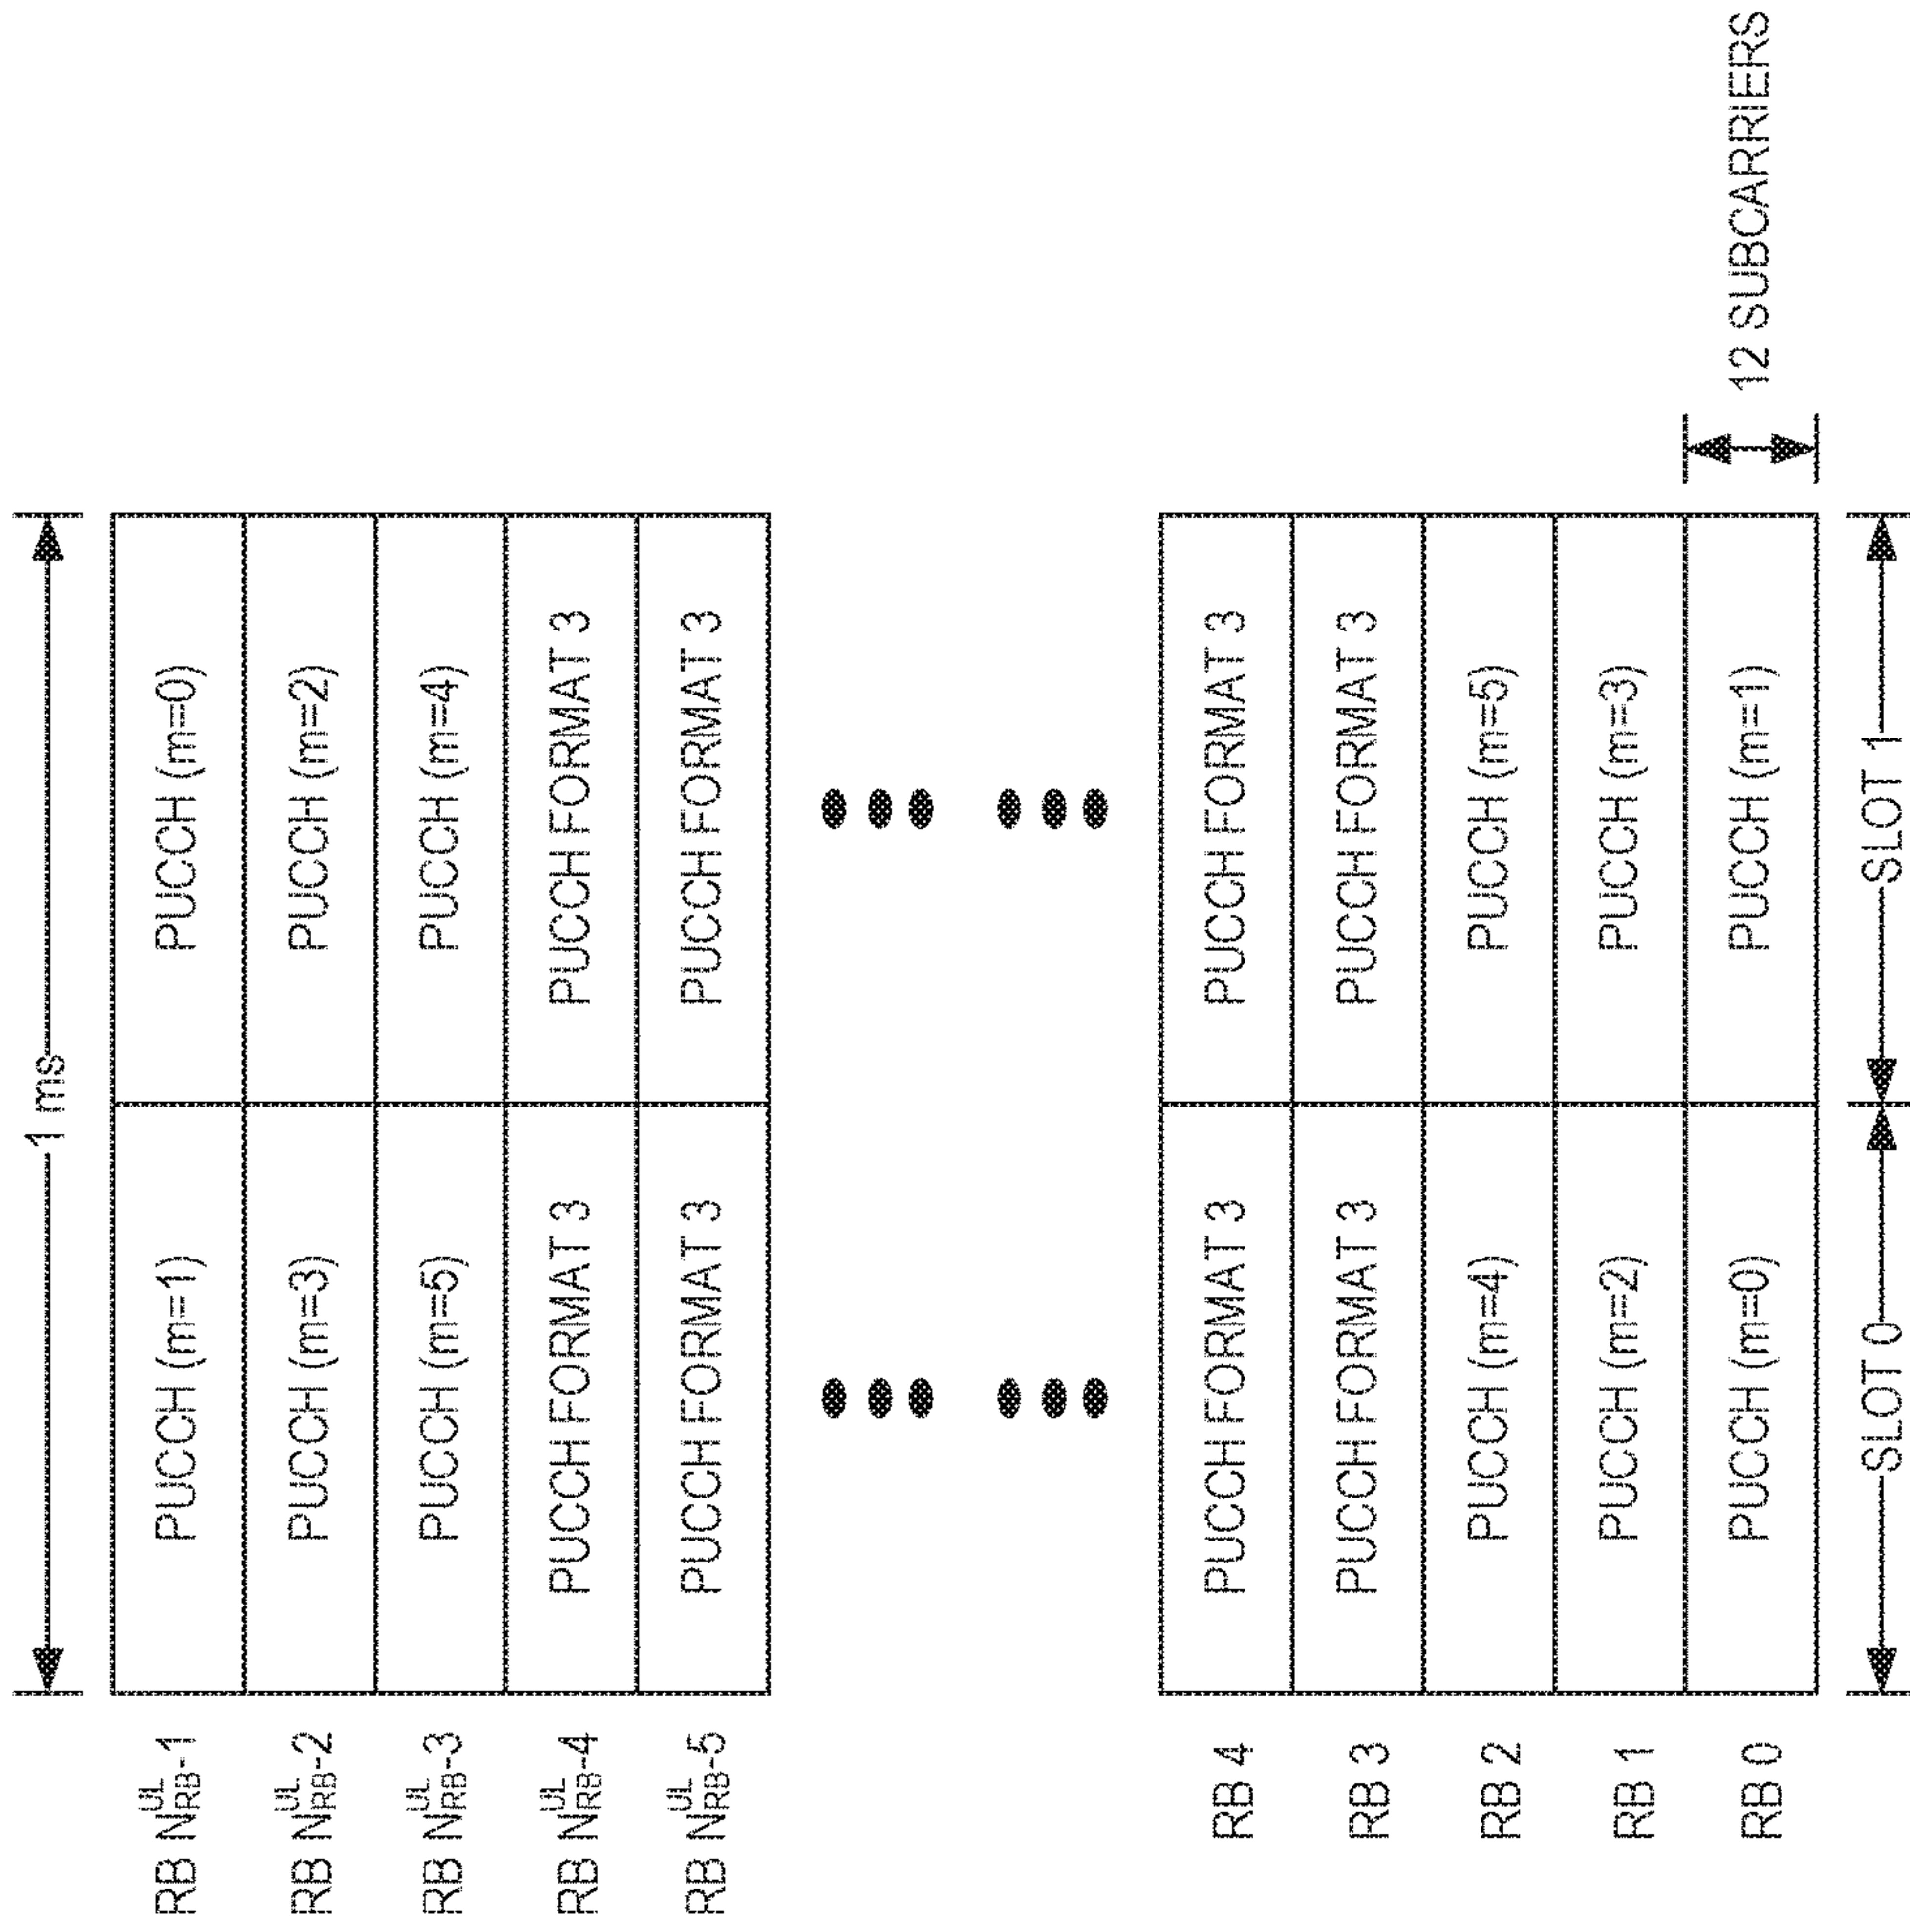 1 ms
RB N^UL_RB-1 PUCCH (m=1) PUCCH (m=0)
RB N^UL_RB-2 PUCCH (m=3) PUCCH (m=2)
RB N^UL_RB-3 PUCCH (m=5) PUCCH (m=4)
RB N^UL_RB-4 PUCCH FORMAT 3 PUCCH FORMAT 3
RB N^UL_RB-5 PUCCH FORMAT 3 PUCCH FORMAT 3
RB 4 PUCCH FORMAT 3 PUCCH FORMAT 3
RB 3 PUCCH FORMAT 3 PUCCH FORMAT 3
RB 2 PUCCH (m=4) PUCCH (m=5)
RB 1 PUCCH (m=2) PUCCH (m=3)
RB 0 PUCCH (m=0) PUCCH (m=1) 12 SUBCARRIERS
SLOT 0 SLOT 1